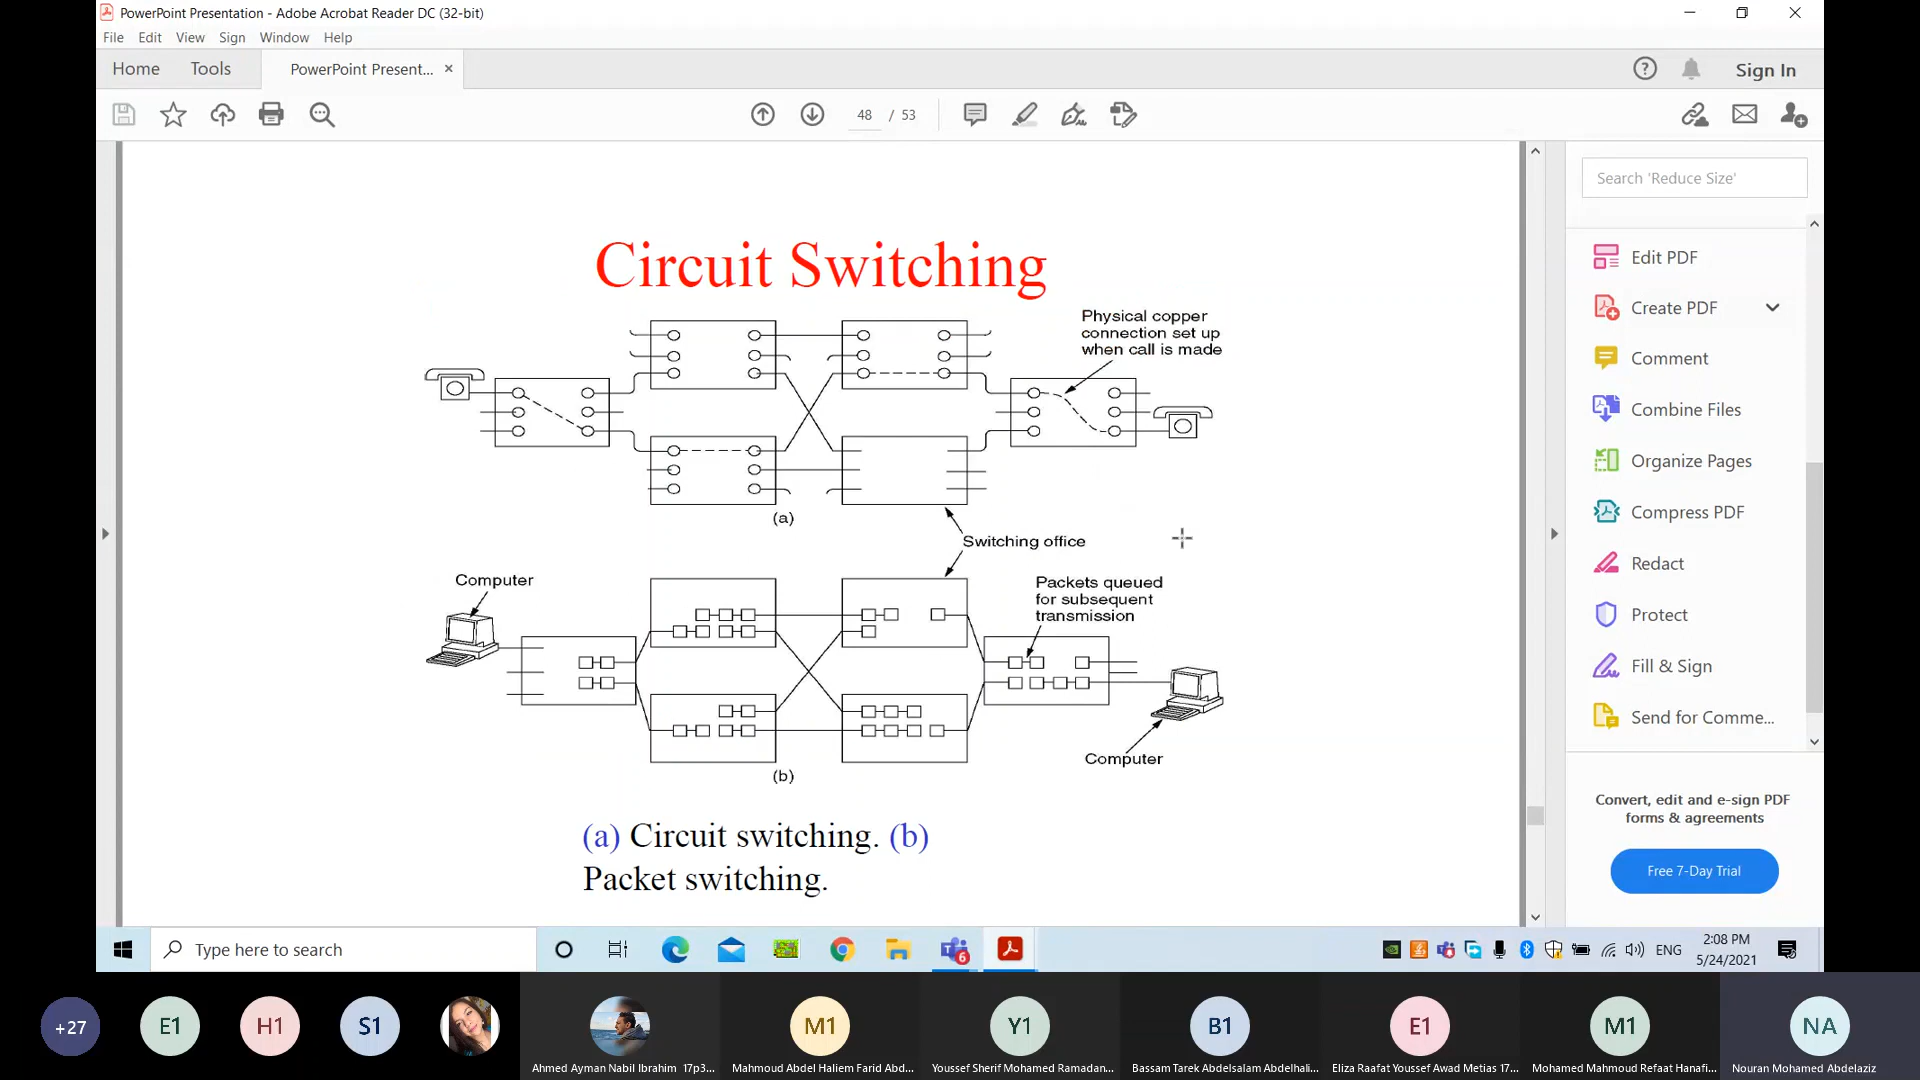 PowerPoint Presentation - Adobe Acrobat Reader DC (32-bit)
File Edit View Sign Window Help
Home Tools PowerPoint Present... × Sign In
48 / 53
Search 'Reduce Size'
Circuit Switching
Physical copper
connection set up
when call is made
(a)
Switching office
Computer
Packets queued
for subsequent
transmission
Computer
(b)
(a) Circuit switching. (b)
Packet switching.
Edit PDF
Create PDF
Comment
Combine Files
Organize Pages
Compress PDF
Redact
Protect
Fill & Sign
Send for Comme...
Convert, edit and e-sign PDF
forms & agreements
Free 7-Day Trial
Type here to search
6
ENG
2:08 PM
5/24/2021
+27
E1
H1
S1
M1
Y1
B1
E1
M1
NA
Ahmed Ayman Nabil Ibrahim 17p3...
Mahmoud Abdel Haliem Farid Abd...
Youssef Sherif Mohamed Ramadan...
Bassam Tarek Abdelsalam Abdelhali...
Eliza Raafat Youssef Awad Metias 17...
Mohamed Mahmoud Refaat Hanafi...
Nouran Mohamed Abdelaziz